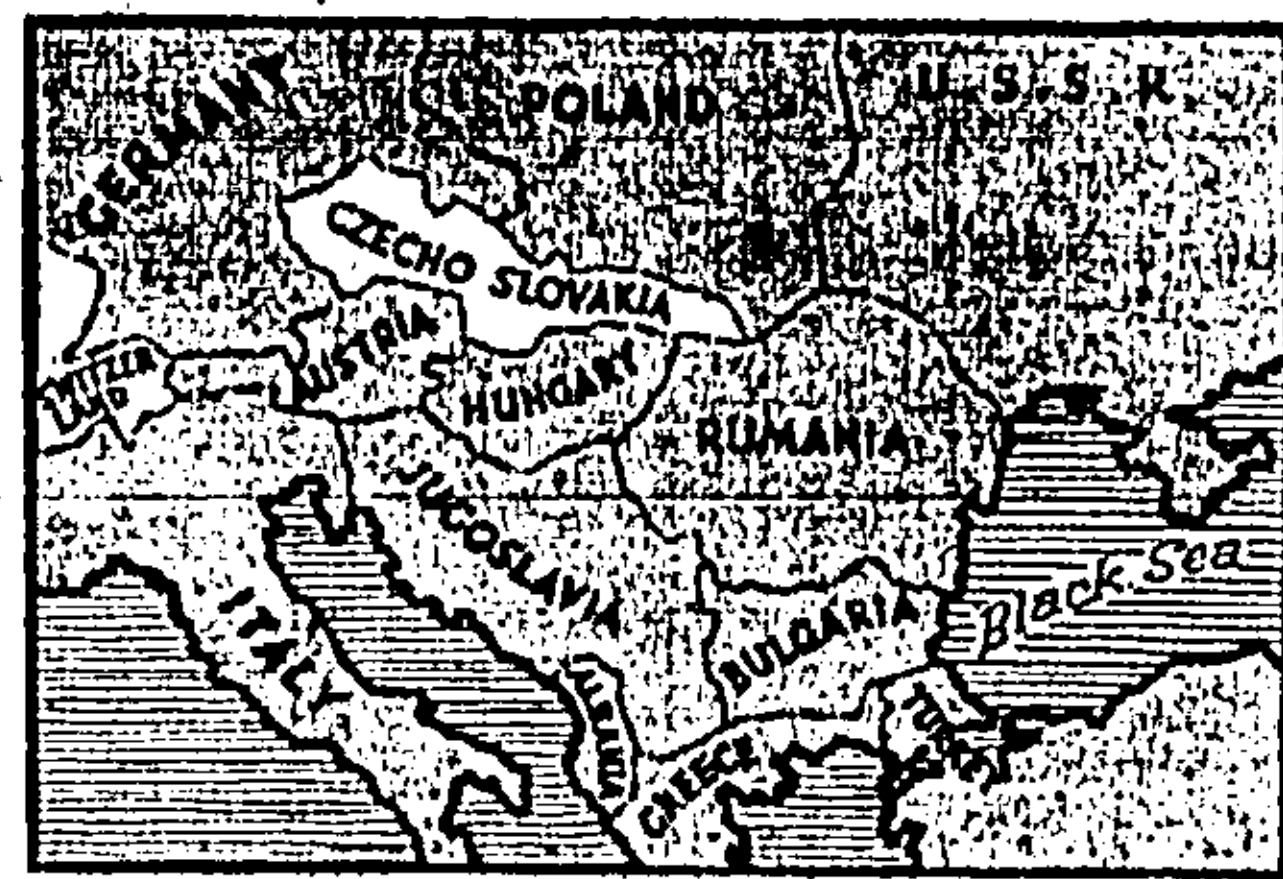 GERMANY
POLAND
U.S.S.R
CZECHO SLOVAKIA
AUSTRIA
HUNGARY
RUMANIA
JUGOSLAVIA
ITALY
Black Sea
BULGARIA
GREECE